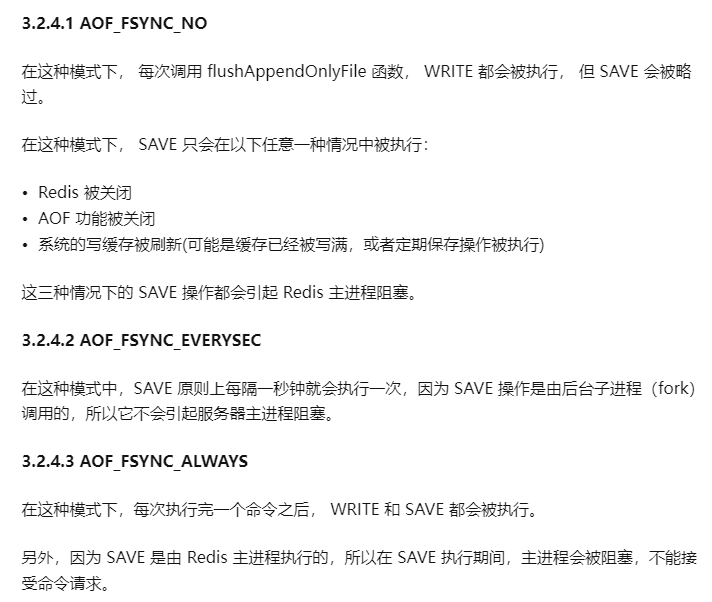 3.2.4.1 AOF_FSYNC_NO
在这种模式下， 每次调用 flushAppendOnlyFile 函数， WRITE 都会被执行， 但 SAVE 会被略
过。
在这种模式下， SAVE 只会在以下任意一种情况中被执行：
• Redis 被关闭
• AOF 功能被关闭
• 系统的写缓存被刷新(可能是缓存已经被写满，或者定期保存操作被执行)
这三种情况下的 SAVE 操作都会引起 Redis 主进程阻塞。
3.2.4.2 AOF_FSYNC_EVERYSEC
在这种模式中，SAVE 原则上每隔一秒钟就会执行一次，因为 SAVE 操作是由后台子进程（fork）
调用的，所以它不会引起服务器主进程阻塞。
3.2.4.3 AOF_FSYNC_ALWAYS
在这种模式下，每次执行完一个命令之后， WRITE 和 SAVE 都会被执行。
另外，因为 SAVE 是由 Redis 主进程执行的，所以在 SAVE 执行期间，主进程会被阻塞，不能接
受命令请求。